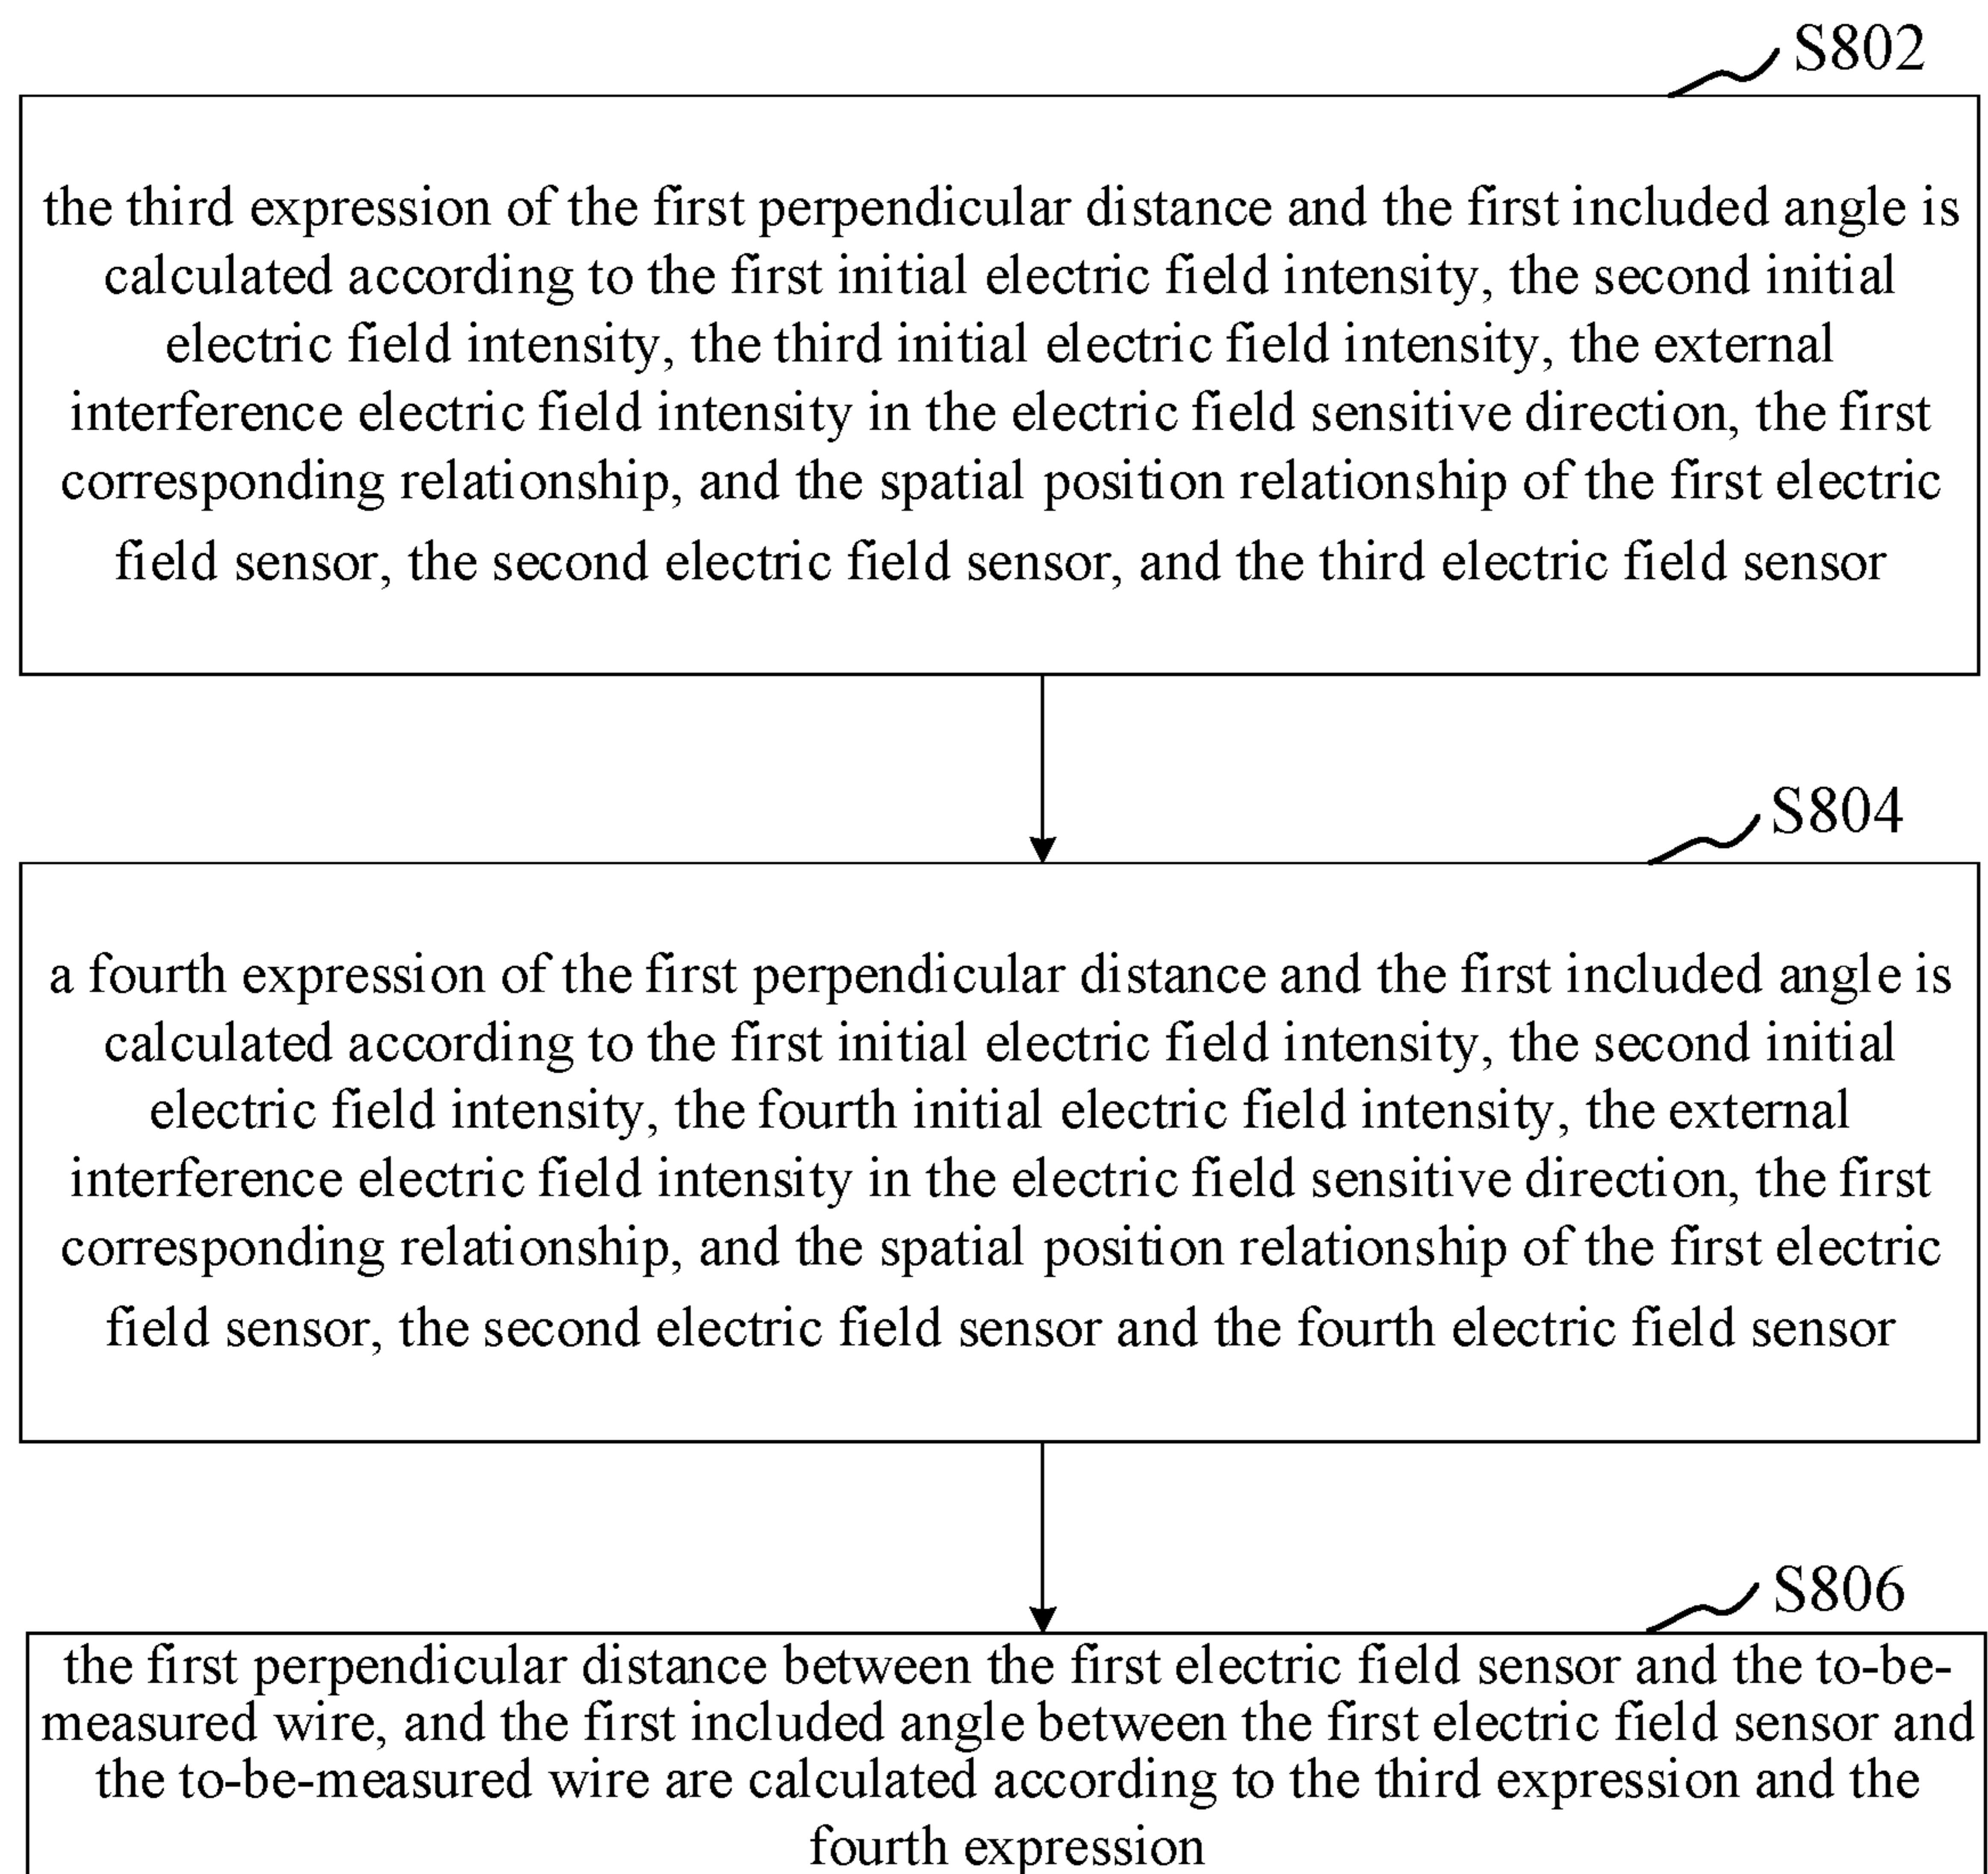 S802
the third expression of the first perpendicular distance and the first included angle is
calculated according to the first initial electric field intensity, the second initial
electric field intensity, the third initial electric field intensity, the external
interference electric field intensity in the electric field sensitive direction, the first
corresponding relationship, and the spatial position relationship of the first electric
field sensor, the second electric field sensor, and the third electric field sensor
S804
a fourth expression of the first perpendicular distance and the first included angle is
calculated according to the first initial electric field intensity, the second initial
electric field intensity, the fourth initial electric field intensity, the external
interference electric field intensity in the electric field sensitive direction, the first
corresponding relationship, and the spatial position relationship of the first electric
field sensor, the second electric field sensor and the fourth electric field sensor
S806
the first perpendicular distance between the first electric field sensor and the to-be-
measured wire, and the first included angle between the first electric field sensor and
the to-be-measured wire are calculated according to the third expression and the
fourth expression